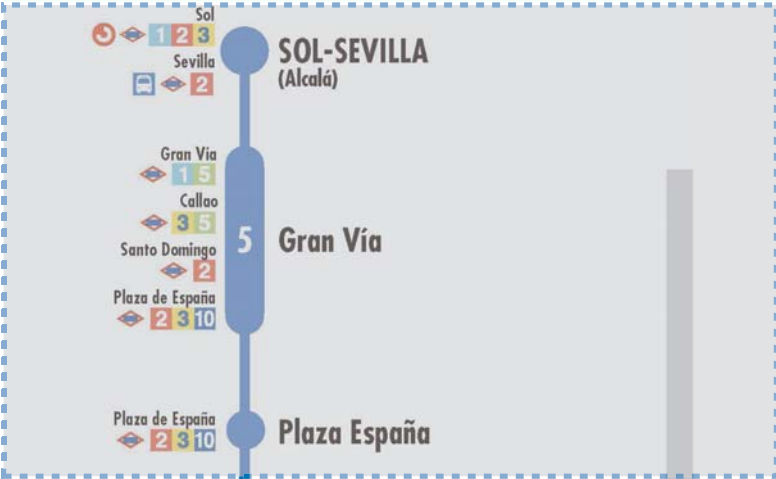 Sol
1 2 3
Sevilla
2
SOL-SEVILLA
(Alcalá)
Gran Vía
1 5
Callao
3 5
Santo Domingo
2
Plaza de España
2 3 10
5
Gran Vía
Plaza de España
2 3 10
Plaza España